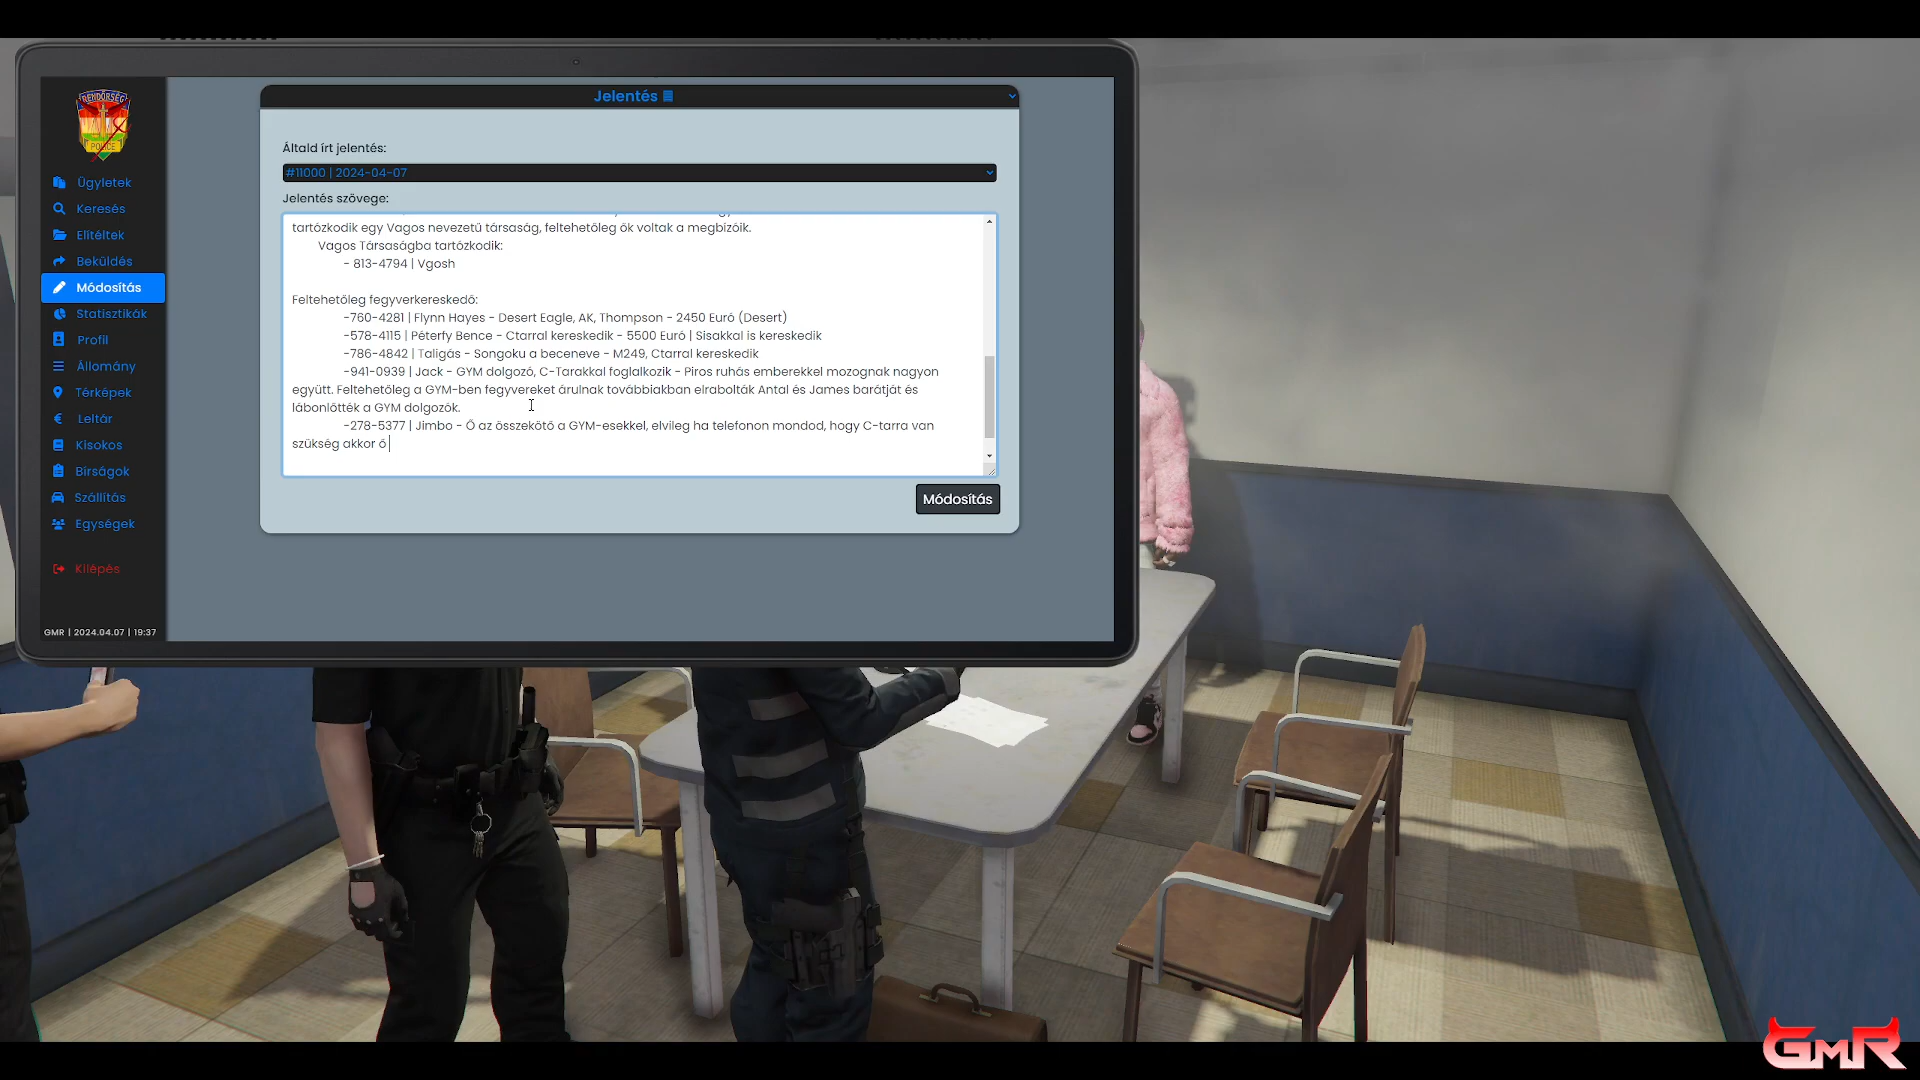 RENDŐRSÉG
POLICE
Ügyletek
Keresés
Elítéltek
Beküldés
Módosítás
Statisztikák
Profil
Állomány
Térképek
Leltár
Kisokos
Bírságok
Szállítás
Egységek
Kilépés
GMR | 2024.04.07 | 19:37
Jelentés
Általd írt jelentés:
#11000 | 2024-04-07
Jelentés szövege:
tartózkodik egy Vagos nevezetű társaság, feltehetőleg ők voltak a megbízóik.
Vagos Társaságba tartózkodik:
- 813-4794 | Vgosh
Feltehetőleg fegyverkereskedő:
-760-4281 | Flynn Hayes - Desert Eagle, AK, Thompson - 2450 Euró (Desert)
-578-4115 | Péterfy Bence - Ctarral kereskedik - 5500 Euró | Sisakkal is kereskedik
-786-4842 | Taligás - Songoku a beceneve - M249, Ctarral kereskedik
-941-0939 | Jack - GYM dolgozó, C-Tarakkal foglalkozik - Piros ruhás emberekkel mozognak nagyon
együtt. Feltehetőleg a GYM-ben fegyvereket árulnak továbbiakban elrabolták Antal és James barátját és
lábonlőtték a GYM dolgozók.
-278-5377 | Jimbo - Ő az összekötő a GYM-esekkel, elvileg ha telefonon mondod, hogy C-tarra van
szükség akkor ő
Módosítás
GMR